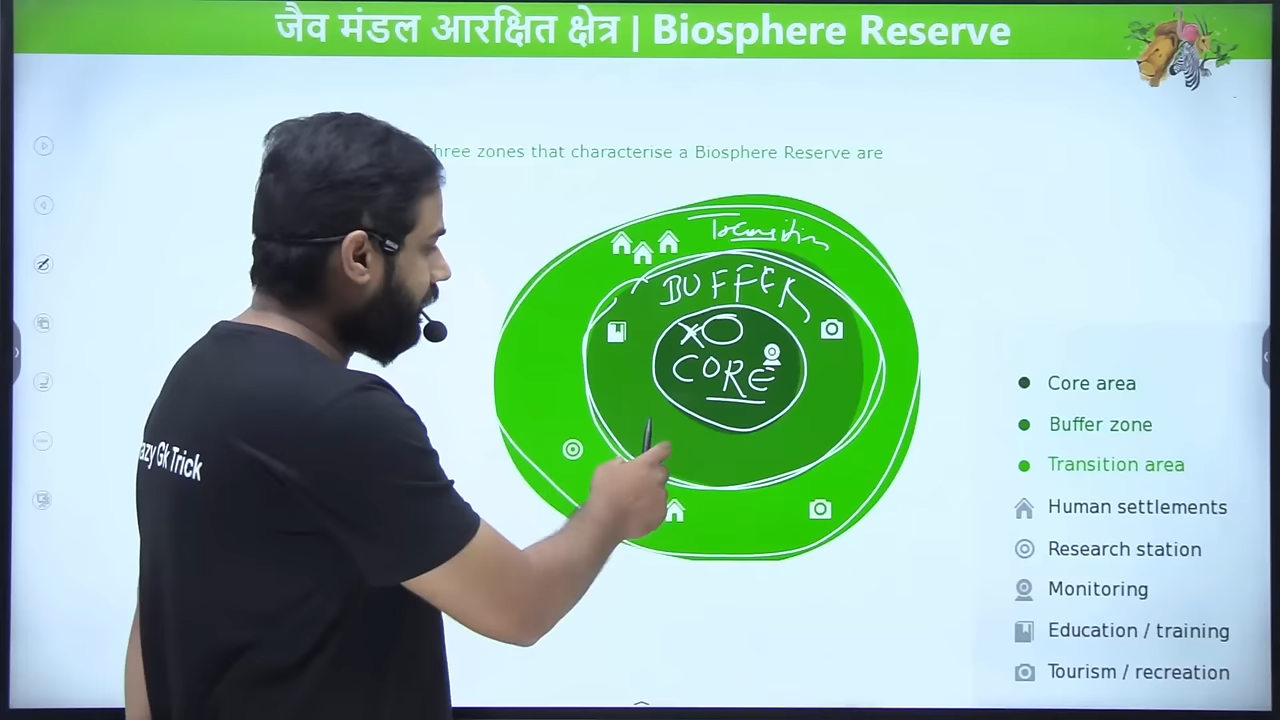 जैव मंडल आरक्षित क्षेत्र | Biosphere Reserve
hree zones that characterise a Biosphere Reserve are
Transition
BUFFER
XO
CORE
azy Gk Trick
Core area
Buffer zone
Transition area
Human settlements
Research station
Monitoring
Education / training
Tourism / recreation